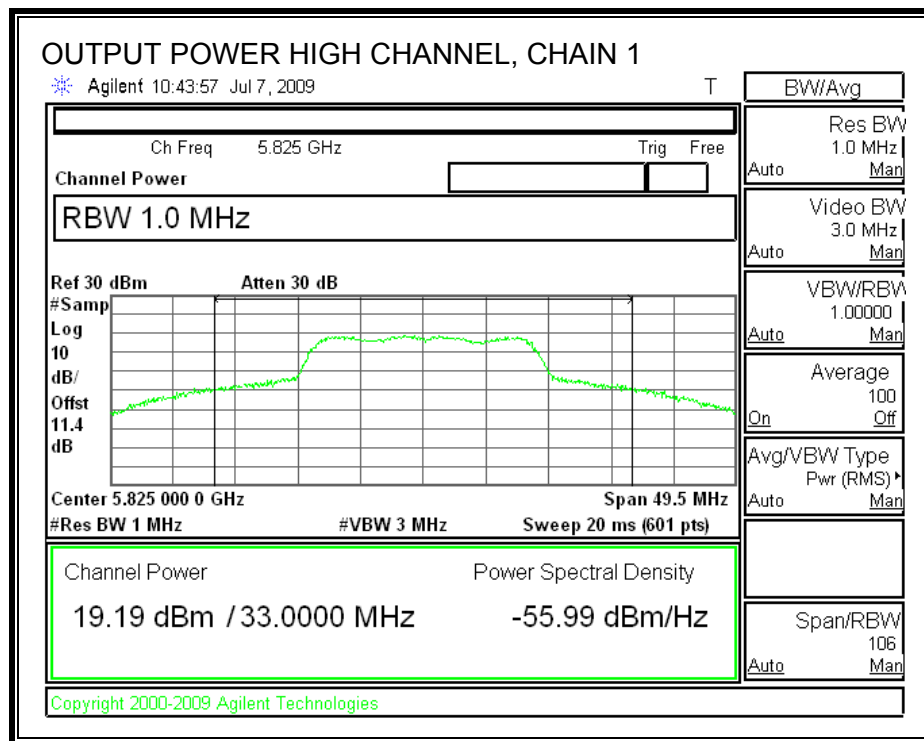 OUTPUT POWER HIGH CHANNEL, CHAIN 1
Agilent 10:43:57 Jul 7, 2009 T
Ch Freq 5.825 GHz Trig Free
Channel Power
RBW 1.0 MHz
Ref 30 dBm Atten 30 dB
#Samp
Log
10
dB/
Offst
11.4
dB
Center 5.825 000 0 GHz Span 49.5 MHz
#Res BW 1 MHz #VBW 3 MHz Sweep 20 ms (601 pts)
Channel Power Power Spectral Density
19.19 dBm / 33.0000 MHz -55.99 dBm/Hz
Copyright 2000-2009 Agilent Technologies
BW/Avg
Res BW
1.0 MHz
Auto Man
Video BW
3.0 MHz
Auto Man
VBW/RBW
1.00000
Auto Man
Average
100
On Off
Avg/VBW Type
Pwr (RMS)
Auto Man
Span/RBW
106
Auto Man